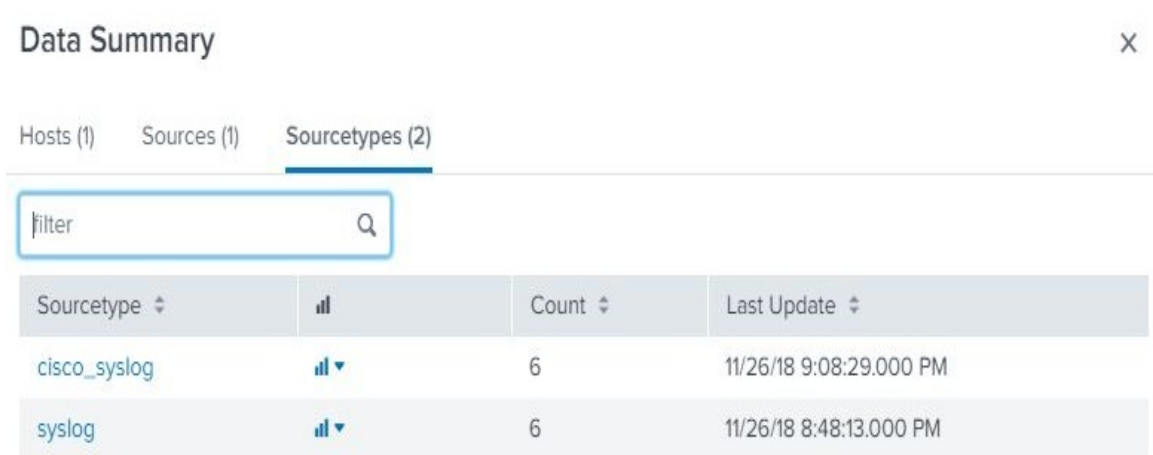 Data Summary
Hosts (1) Sources (1) Sourcetypes (2)
filter
Sourcetype Count Last Update
cisco_syslog 6 11/26/18 9:08:29.000 PM
syslog 6 11/26/18 8:48:13.000 PM